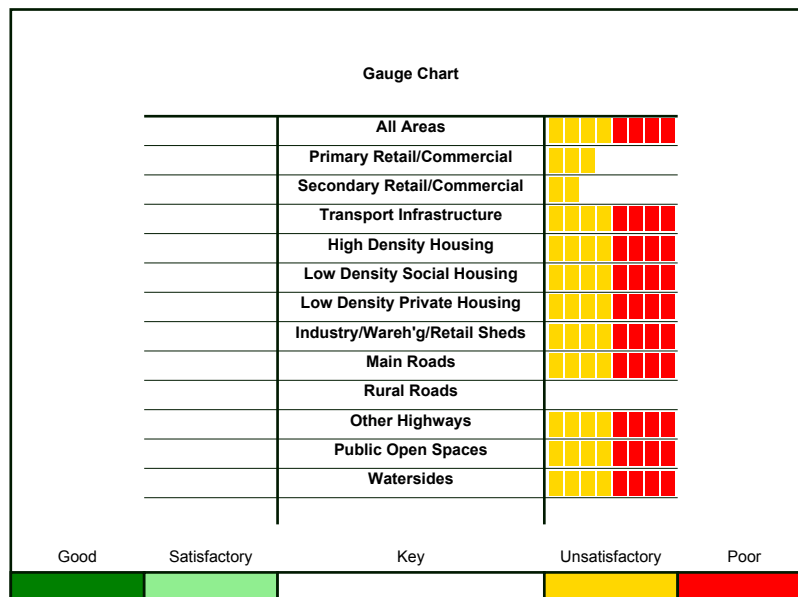 Gauge Chart
All Areas
Primary Retail/Commercial
Secondary Retail/Commercial
Transport Infrastructure
High Density Housing
Low Density Social Housing
Low Density Private Housing
Industry/Wareh'g/Retail Sheds
Main Roads
Rural Roads
Other Highways
Public Open Spaces
Watersides
Good Satisfactory Key Unsatisfactory Poor